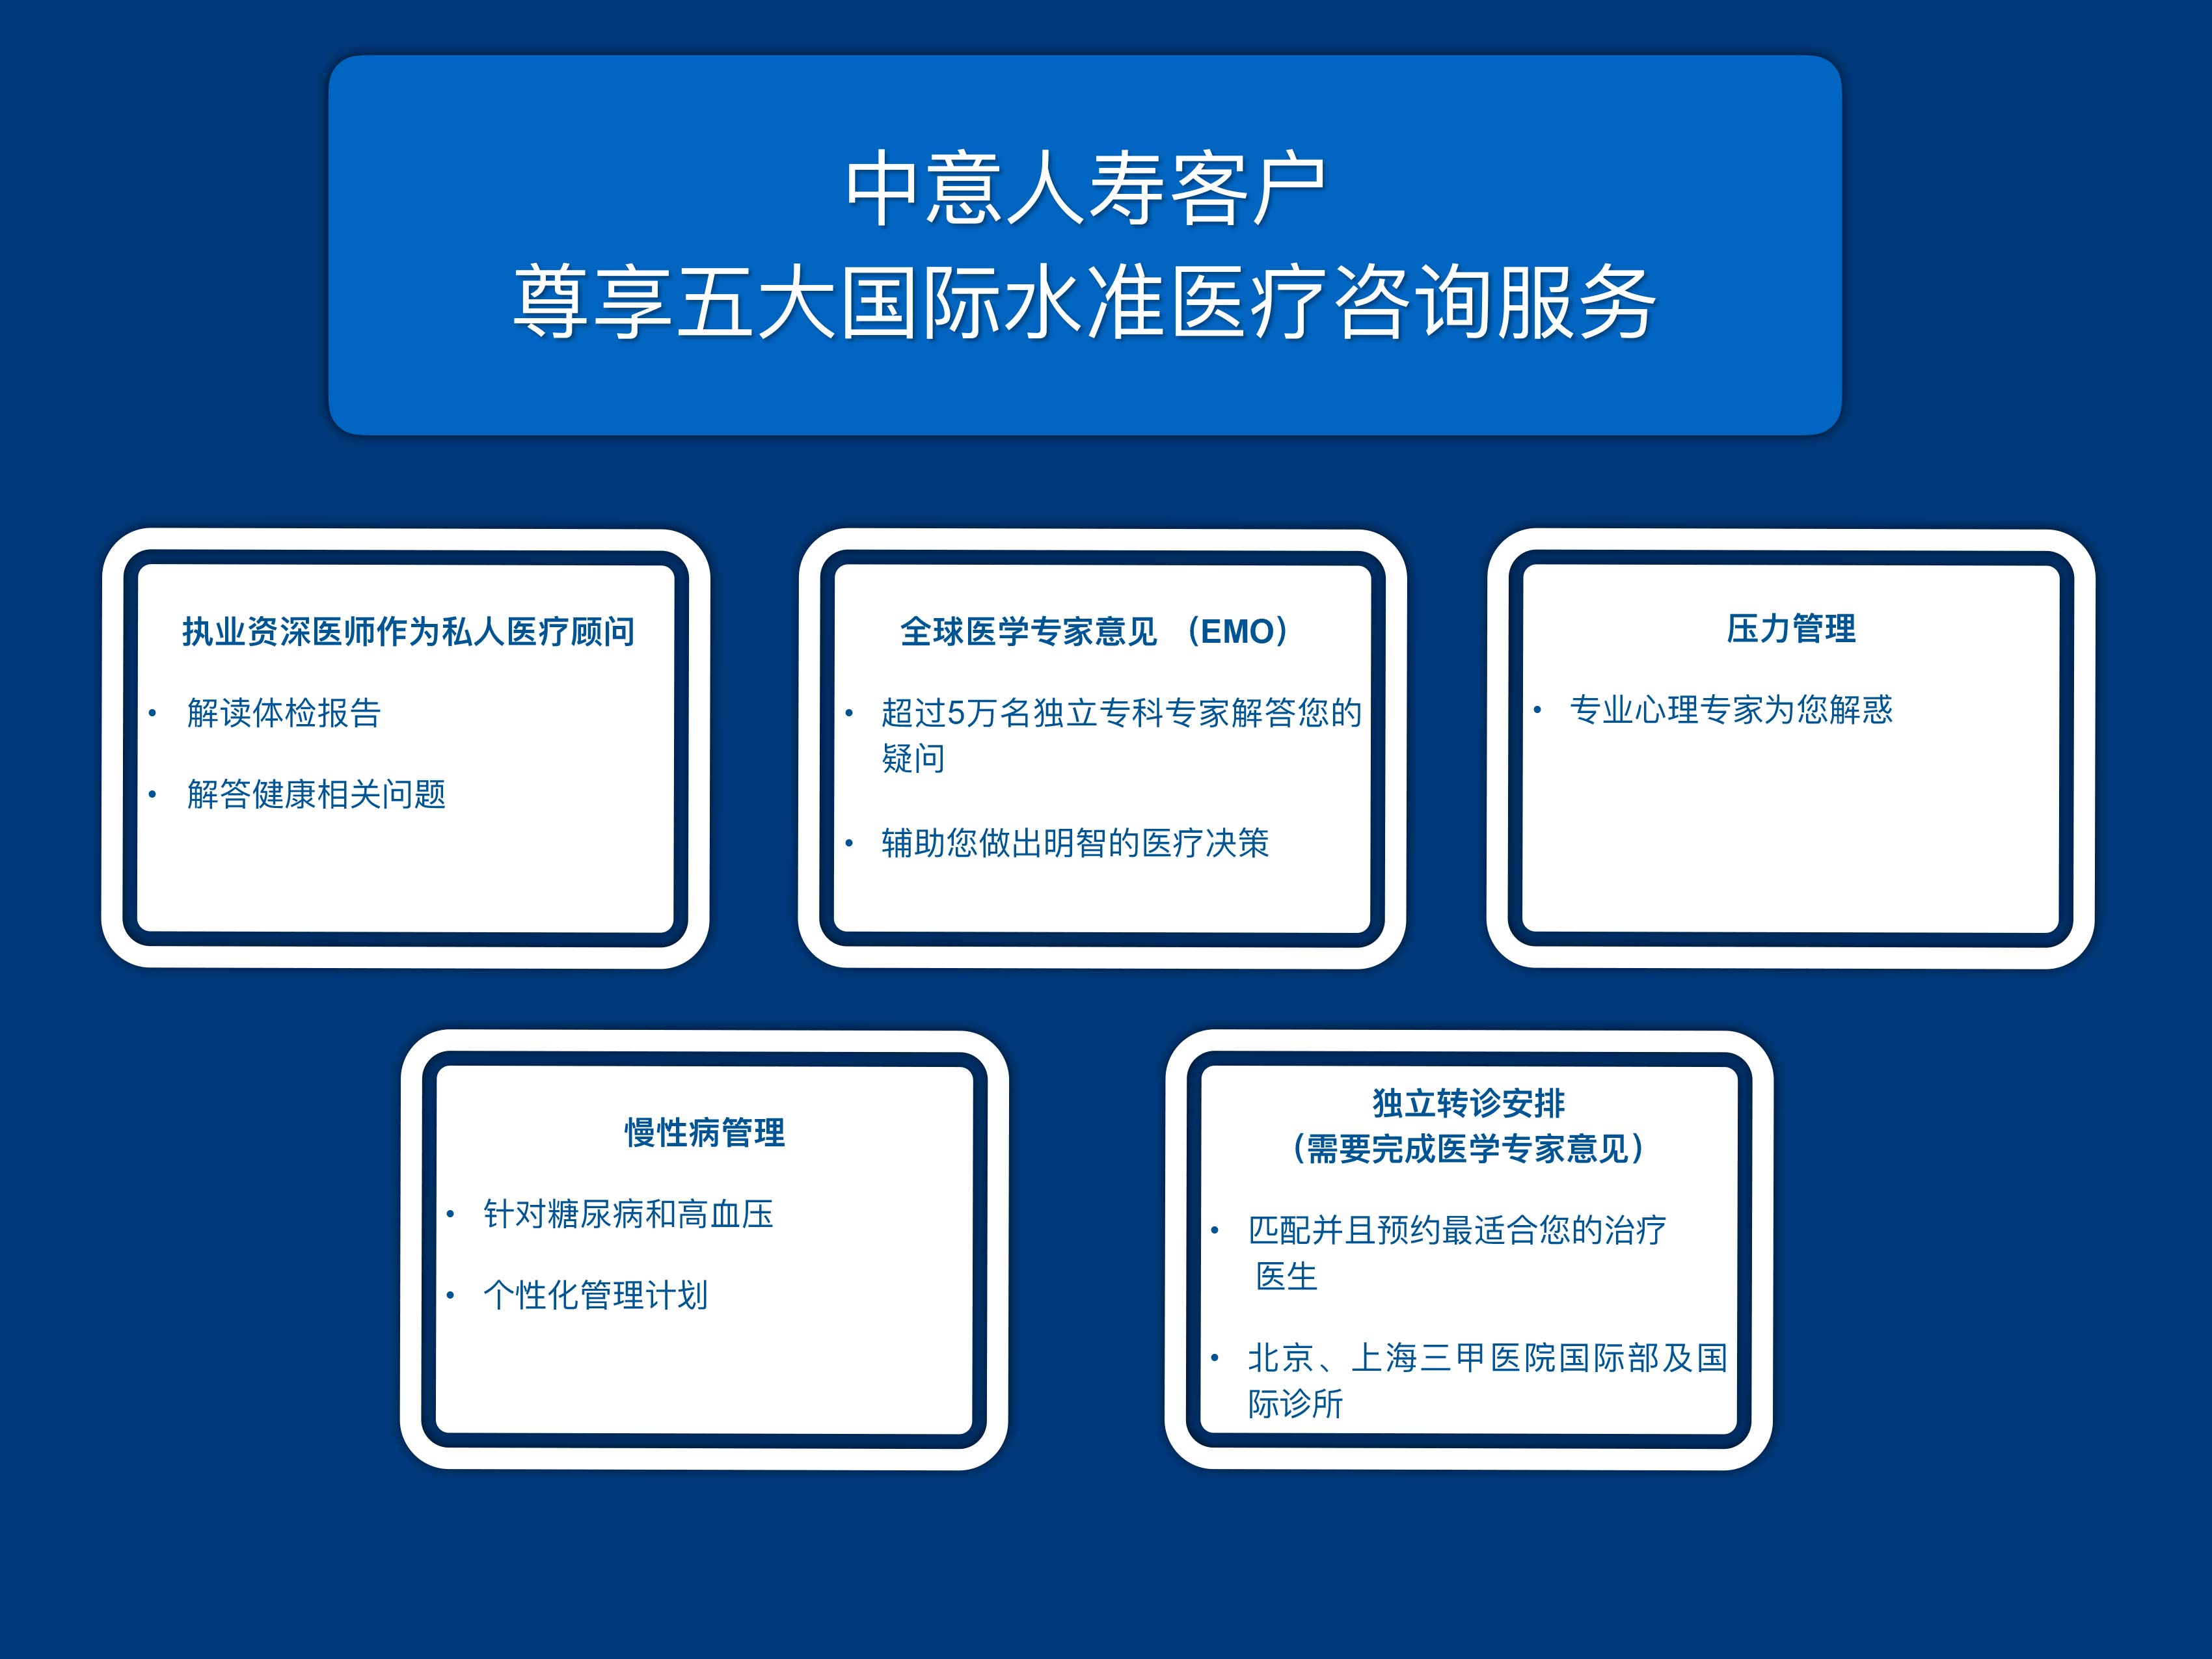 中意人寿客户
尊享五大国际水准医疗咨询服务
执业资深医师作为私人医疗顾问
• 解读体检报告
• 解答健康相关问题
全球医学专家意见 （EMO）
• 超过5万名独立专科专家解答您的
疑问
• 辅助您做出明智的医疗决策
压力管理
• 专业心理专家为您解惑
慢性病管理
• 针对糖尿病和高血压
• 个性化管理计划
独立转诊安排
（需要完成医学专家意见）
• 匹配并且预约最适合您的治疗
医生
• 北京、上海三甲医院国际部及国
际诊所